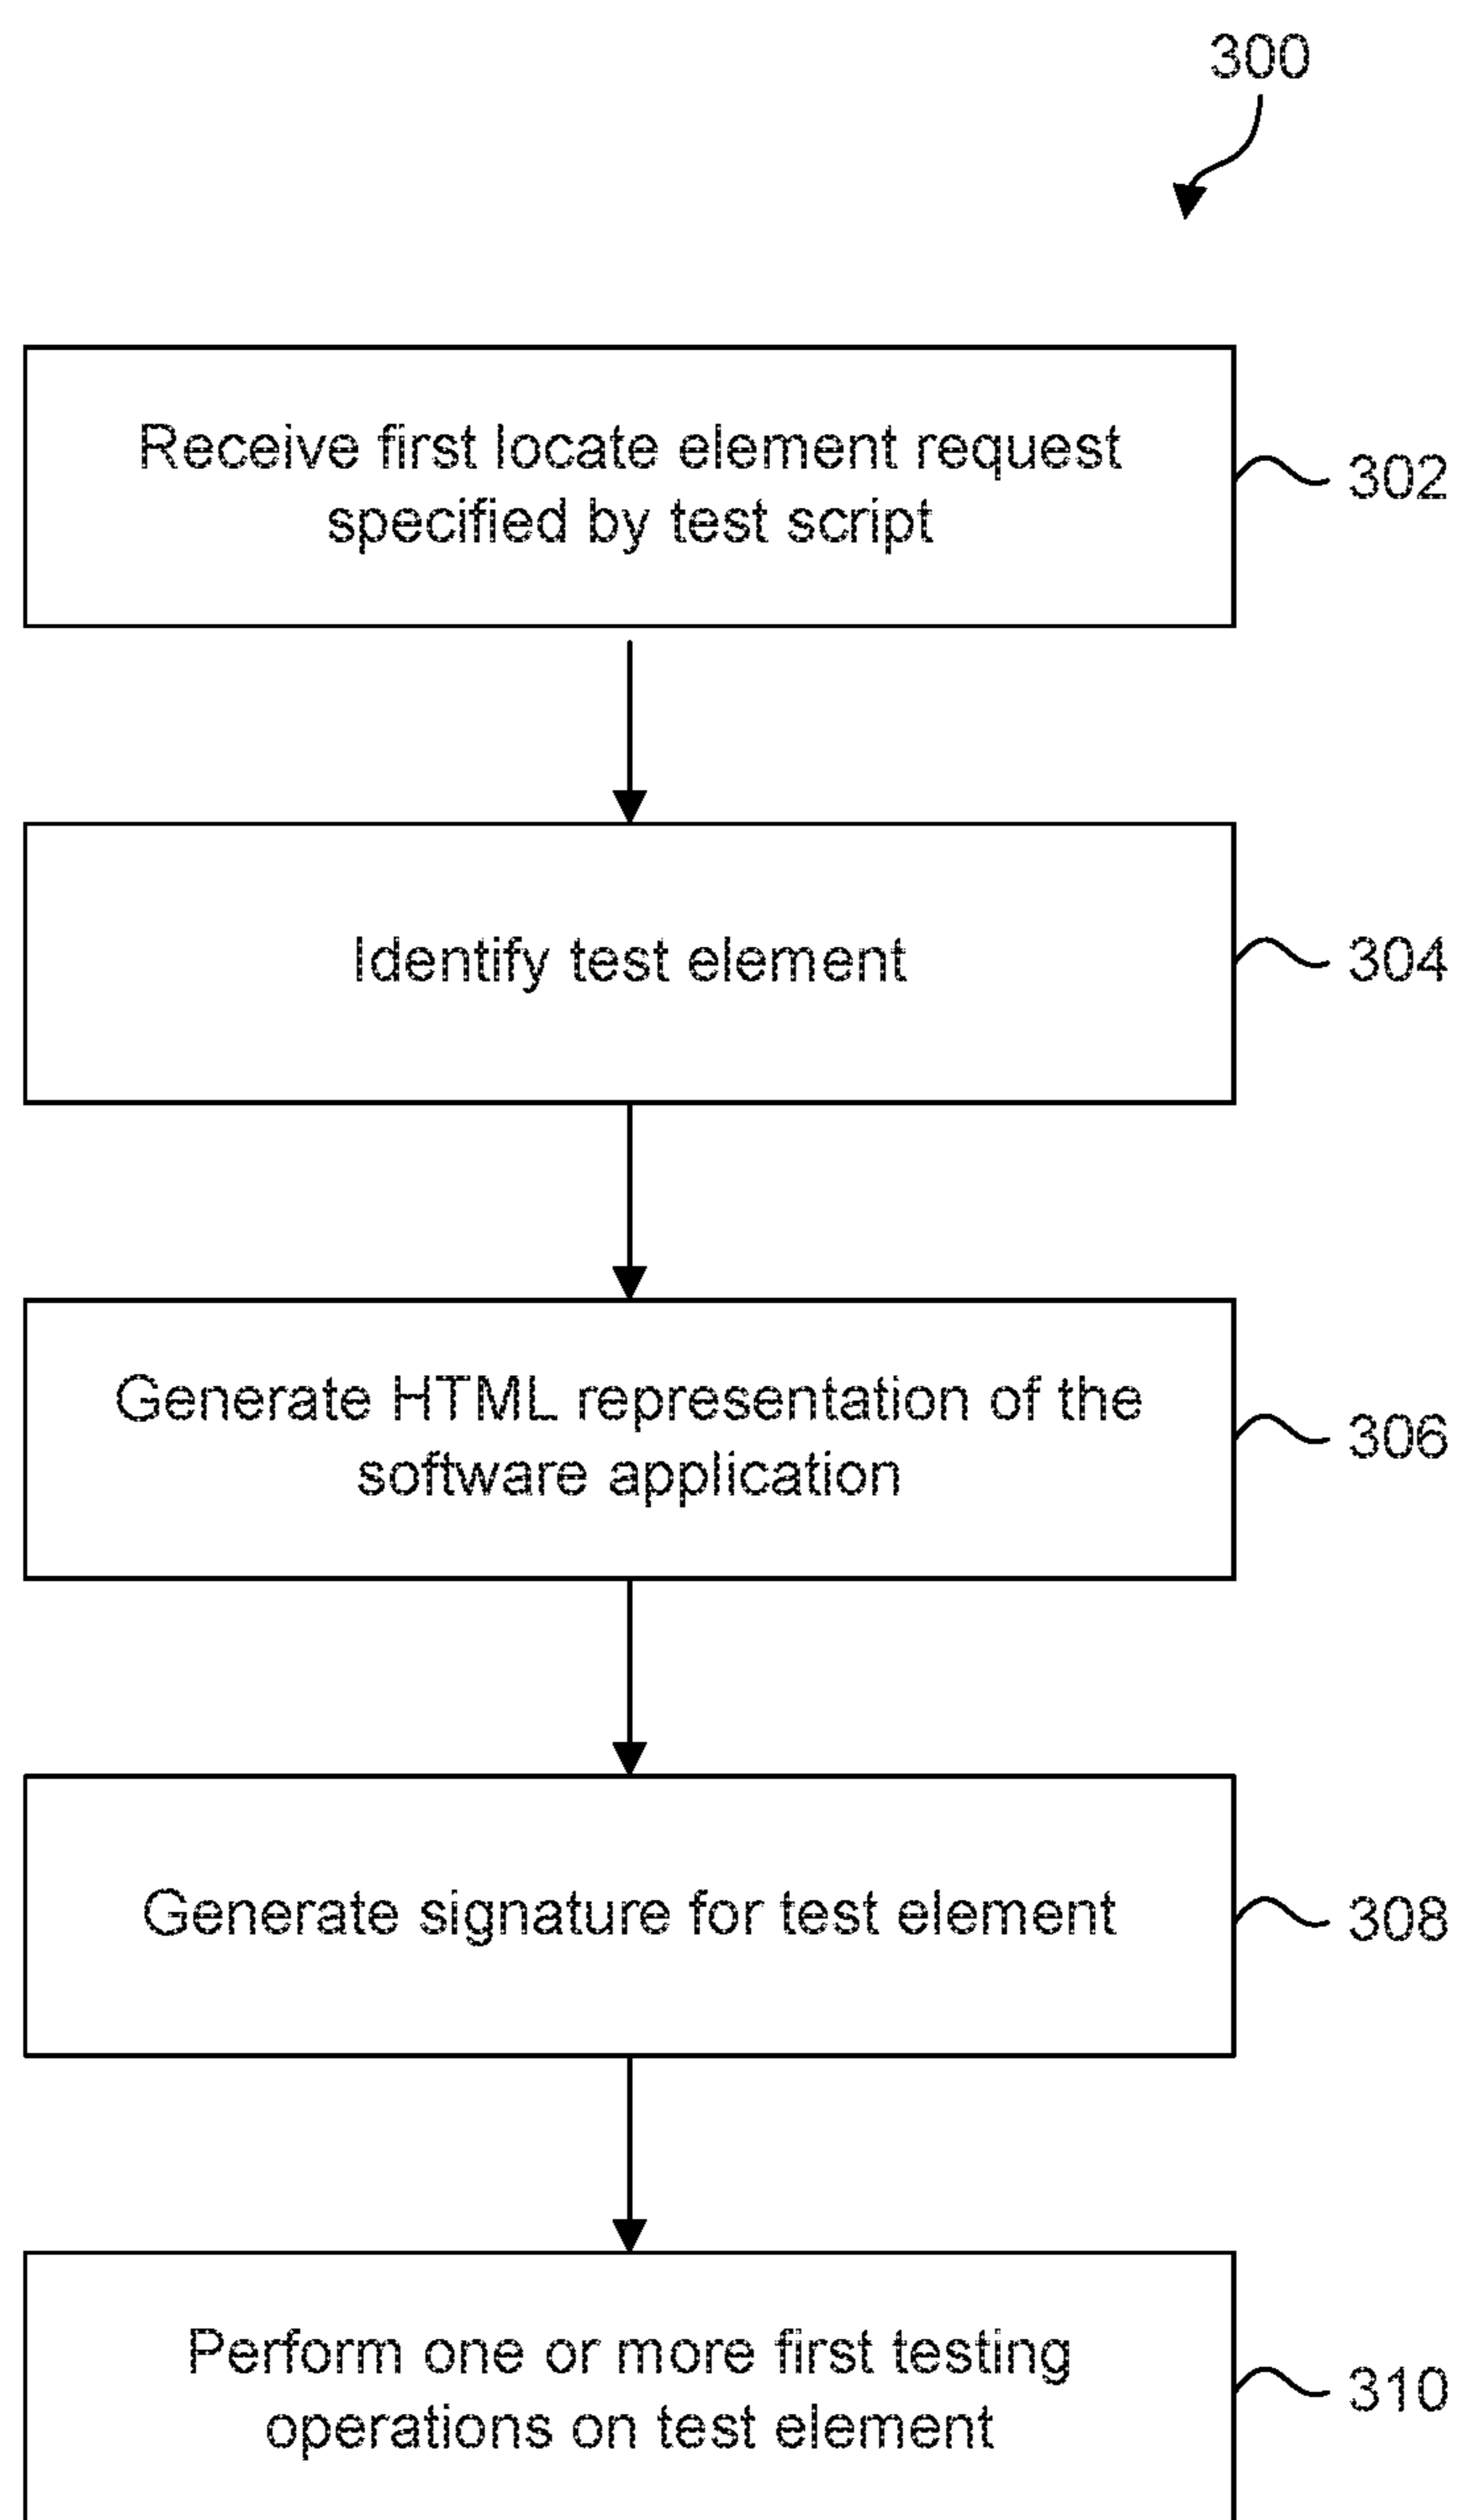 300
Receive first locate element request
specified by test script
302
Identify test element
304
Generate HTML representation of the
software application
306
Generate signature for test element
308
Perform one or more first testing
operations on test element
310